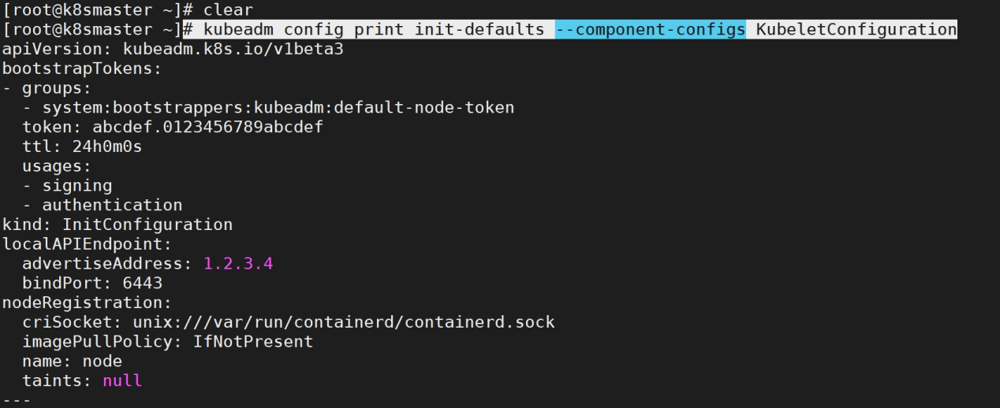 [root@k8smaster ~]# clear
[root@k8smaster ~]# kubeadm config print init-defaults --component-configs KubeletConfiguration
apiVersion: kubeadm.k8s.io/v1beta3
bootstrapTokens:
- groups:
  - system:bootstrappers:kubeadm:default-node-token
  token: abcdef.0123456789abcdef
  ttl: 24h0m0s
  usages:
  - signing
  - authentication
kind: InitConfiguration
localAPIEndpoint:
  advertiseAddress: 1.2.3.4
  bindPort: 6443
nodeRegistration:
  criSocket: unix:///var/run/containerd/containerd.sock
  imagePullPolicy: IfNotPresent
  name: node
  taints: null
---